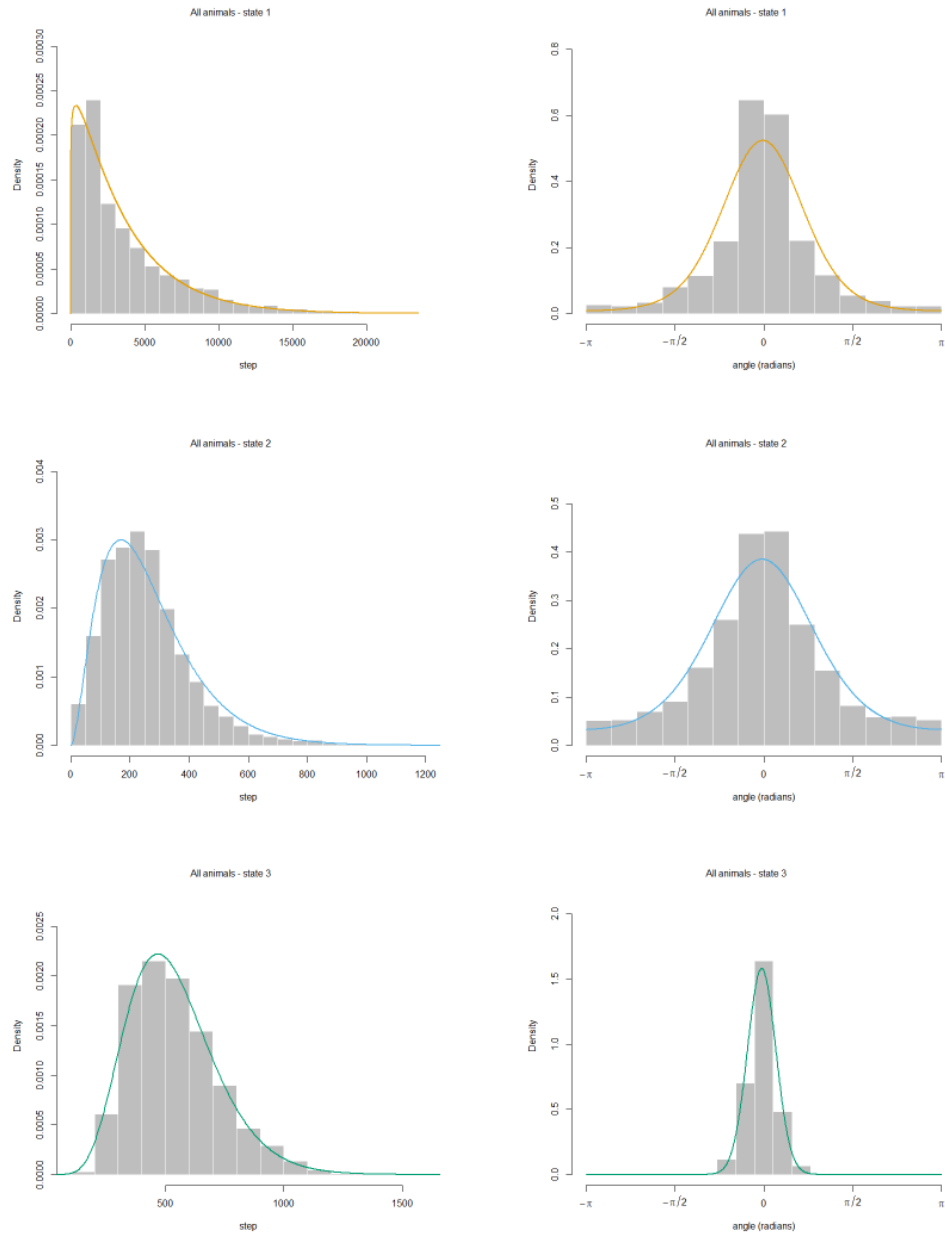 All animals - state 1
Density
0.00000 0.00005 0.00010 0.00015 0.00020 0.00025 0.00030
0 5000 10000 15000 20000
step
All animals - state 1
Density
0.0 0.2 0.4 0.6 0.8
−π −π/2 0 π/2 π
angle (radians)
All animals - state 2
Density
0.000 0.001 0.002 0.003 0.004
0 200 400 600 800 1000 1200
step
All animals - state 2
Density
0.0 0.1 0.2 0.3 0.4 0.5
−π −π/2 0 π/2 π
angle (radians)
All animals - state 3
Density
0.0000 0.0005 0.0010 0.0015 0.0020 0.0025
500 1000 1500
step
All animals - state 3
Density
0.0 0.5 1.0 1.5 2.0
−π −π/2 0 π/2 π
angle (radians)